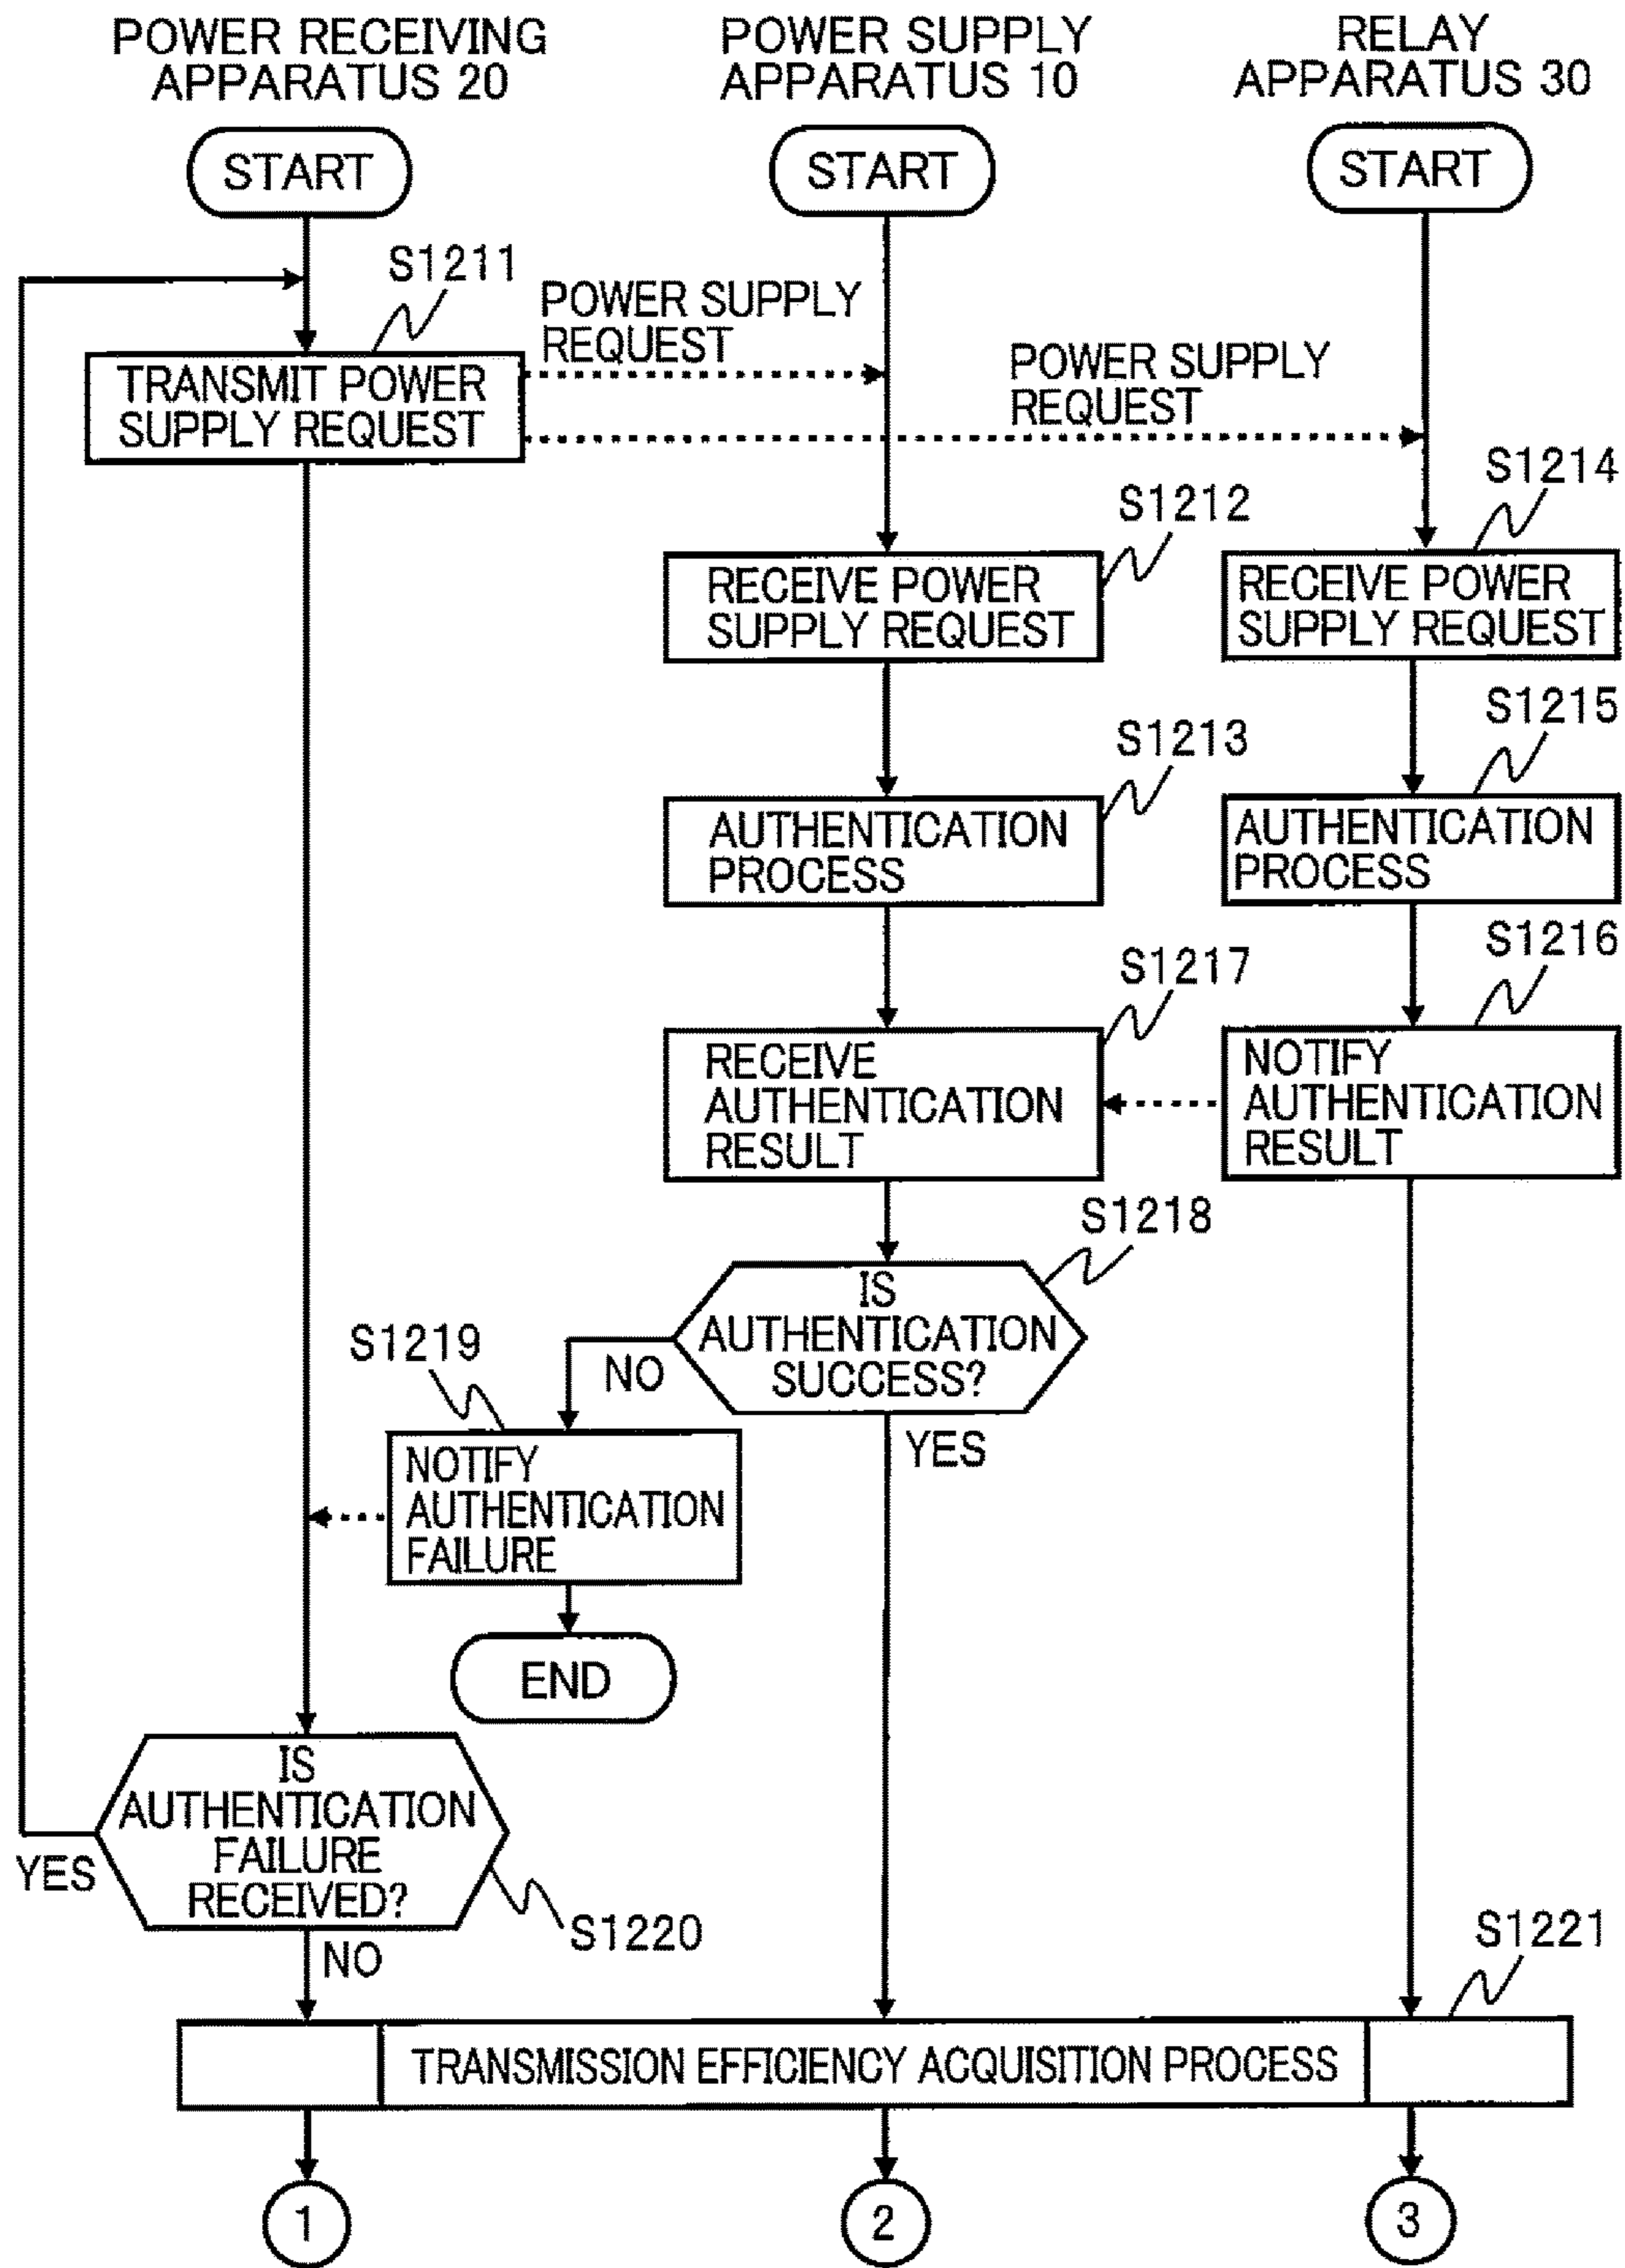 POWER RECEIVING
APPARATUS 20
POWER SUPPLY
APPARATUS 10
RELAY
APPARATUS 30
START
START
START
S1211
POWER SUPPLY
REQUEST
POWER SUPPLY
REQUEST
TRANSMIT POWER
SUPPLY REQUEST
S1212
S1214
RECEIVE POWER
SUPPLY REQUEST
RECEIVE POWER
SUPPLY REQUEST
S1213
S1215
AUTHENTICATION
PROCESS
AUTHENTICATION
PROCESS
S1217
S1216
RECEIVE
AUTHENTICATION
RESULT
NOTIFY
AUTHENTICATION
RESULT
S1218
IS
AUTHENTICATION
SUCCESS?
S1219
NO
YES
NOTIFY
AUTHENTICATION
FAILURE
END
IS
AUTHENTICATION
FAILURE
RECEIVED?
YES
S1220
NO
S1221
TRANSMISSION EFFICIENCY ACQUISITION PROCESS
1
2
3